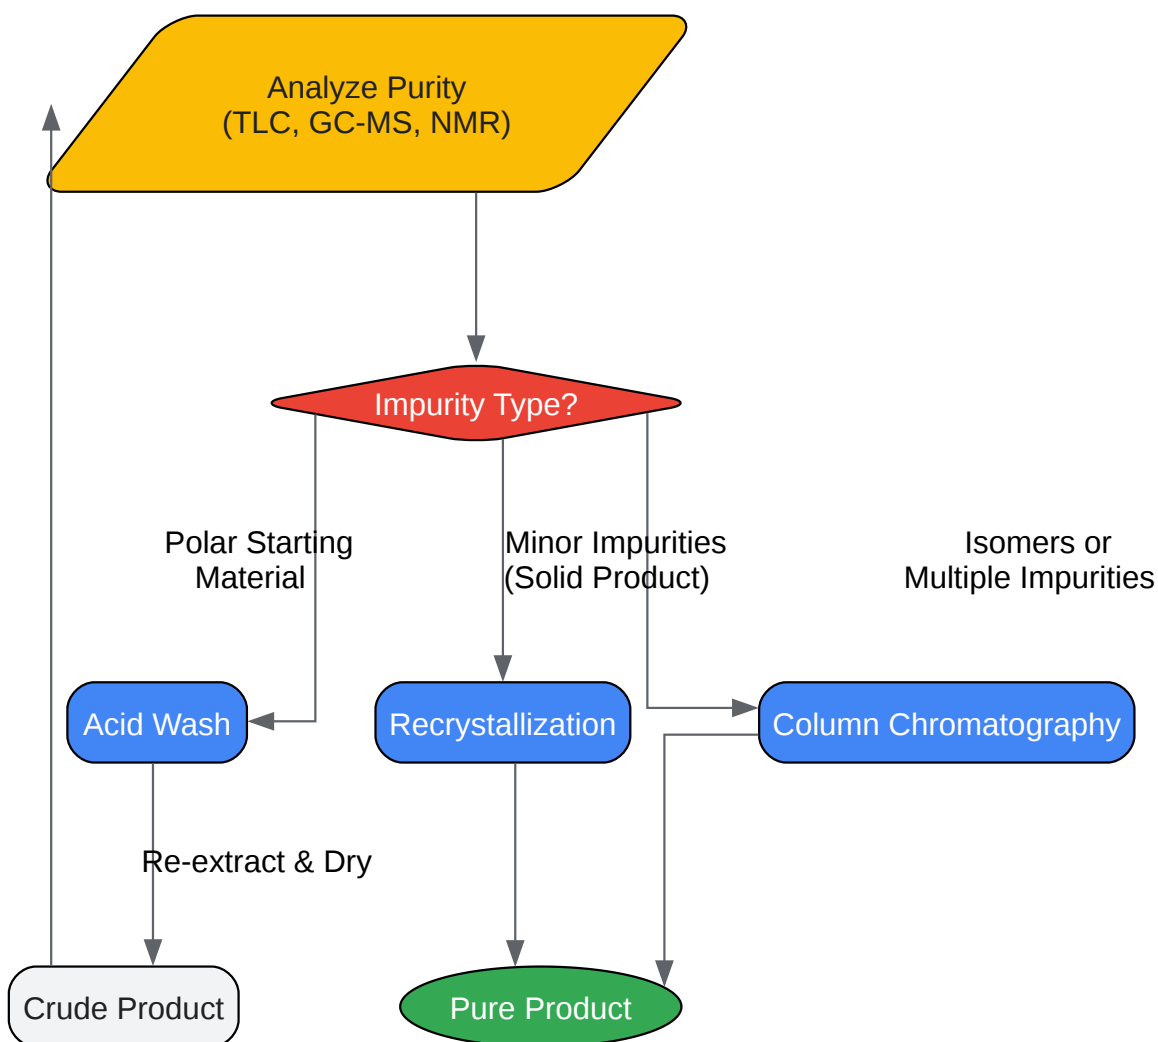 Analyze Purity
(TLC, GC-MS, NMR)
Impurity Type?
Polar Starting
Material
Minor Impurities
(Solid Product)
Isomers or
Multiple Impurities
Acid Wash
Recrystallization
Column Chromatography
Re-extract & Dry
Crude Product
Pure Product